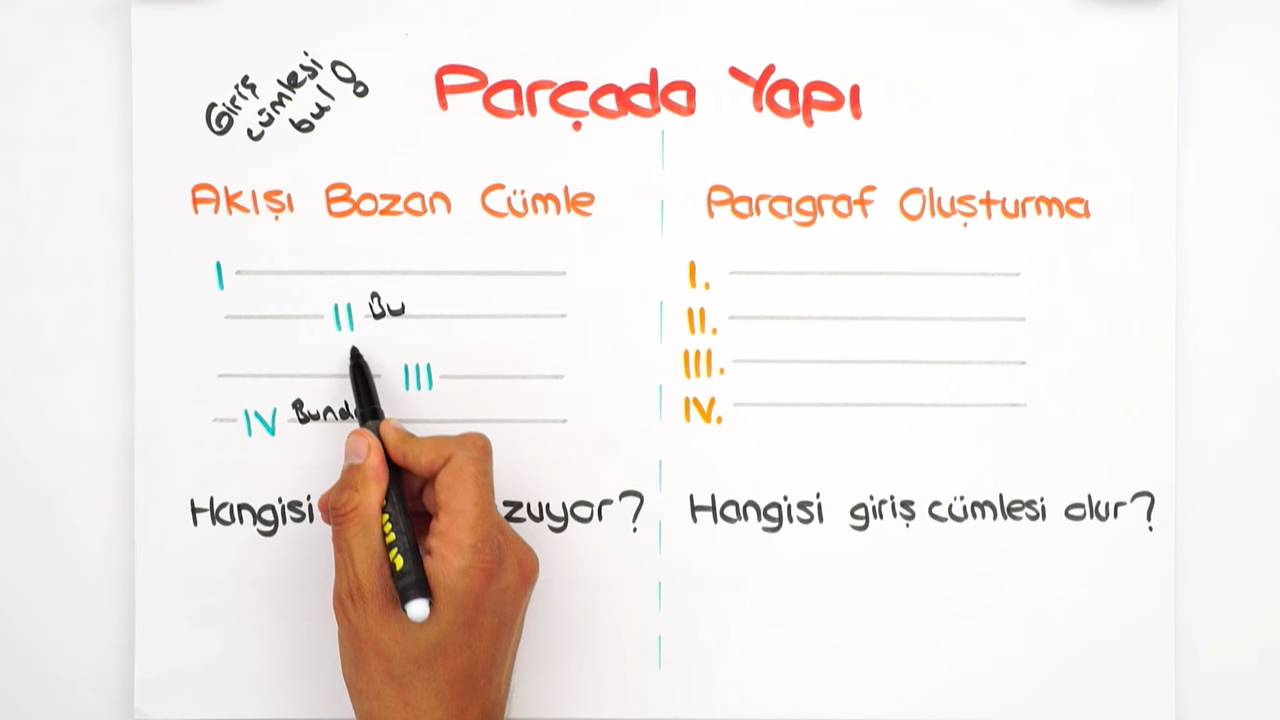 Giriş
cümlesi
bul
Parçada Yapı
Akışı Bozan Cümle
I
II Bu
III
IV
Hangisi zuyor?
Paragraf Oluşturma
I.
II.
III.
IV.
Hangisi giriş cümlesi olur?